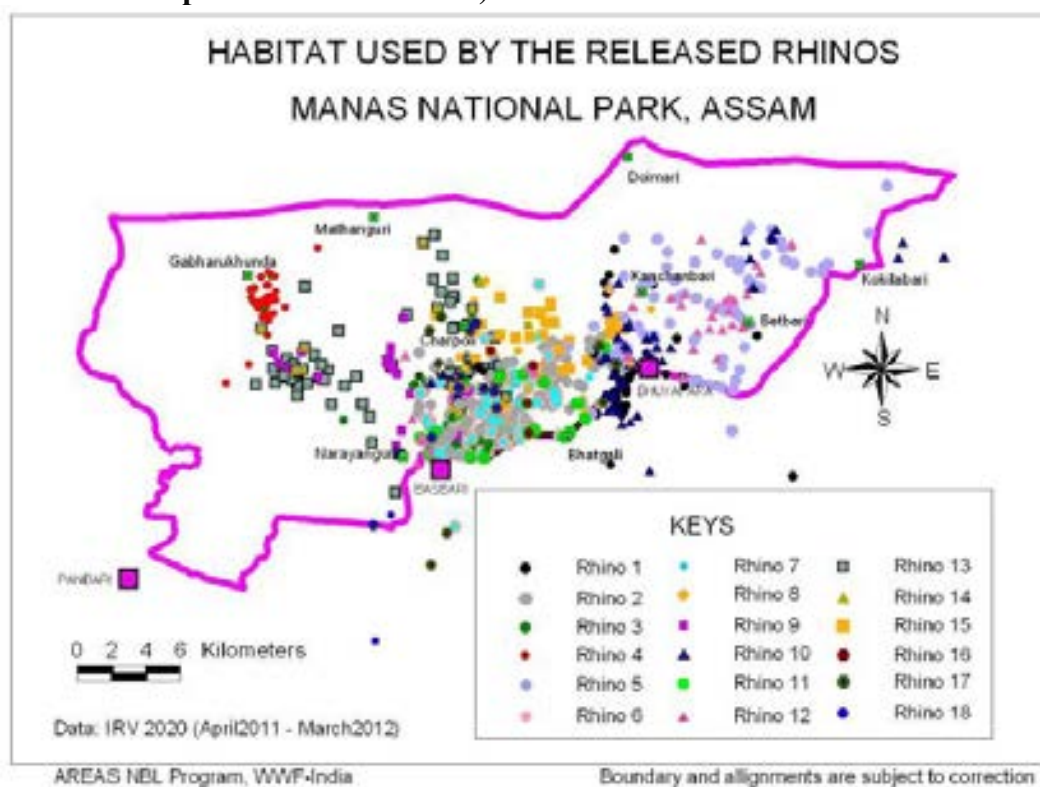 HABITAT USED BY THE RELEASED RHINOS
MANAS NATIONAL PARK, ASSAM
Doimari
Mathanguri
Gabharukhunda
Kanchanbari
Kokilabari
N
W E
S
BHUYAPARA
Bhatgali
BASBARI
KEYS
Rhino 1 Rhino 7 Rhino 13
Rhino 2 Rhino 8 Rhino 14
Rhino 3 Rhino 9 Rhino 15
Rhino 4 Rhino 10 Rhino 16
Rhino 5 Rhino 11 Rhino 17
Rhino 6 Rhino 12 Rhino 18
PANBARI
0 2 4 6 Kilometers
Data: IRV 2020 (April2011 - March2012)
AREAS NBL Program, WWF-India
Boundary and allignments are subject to correction